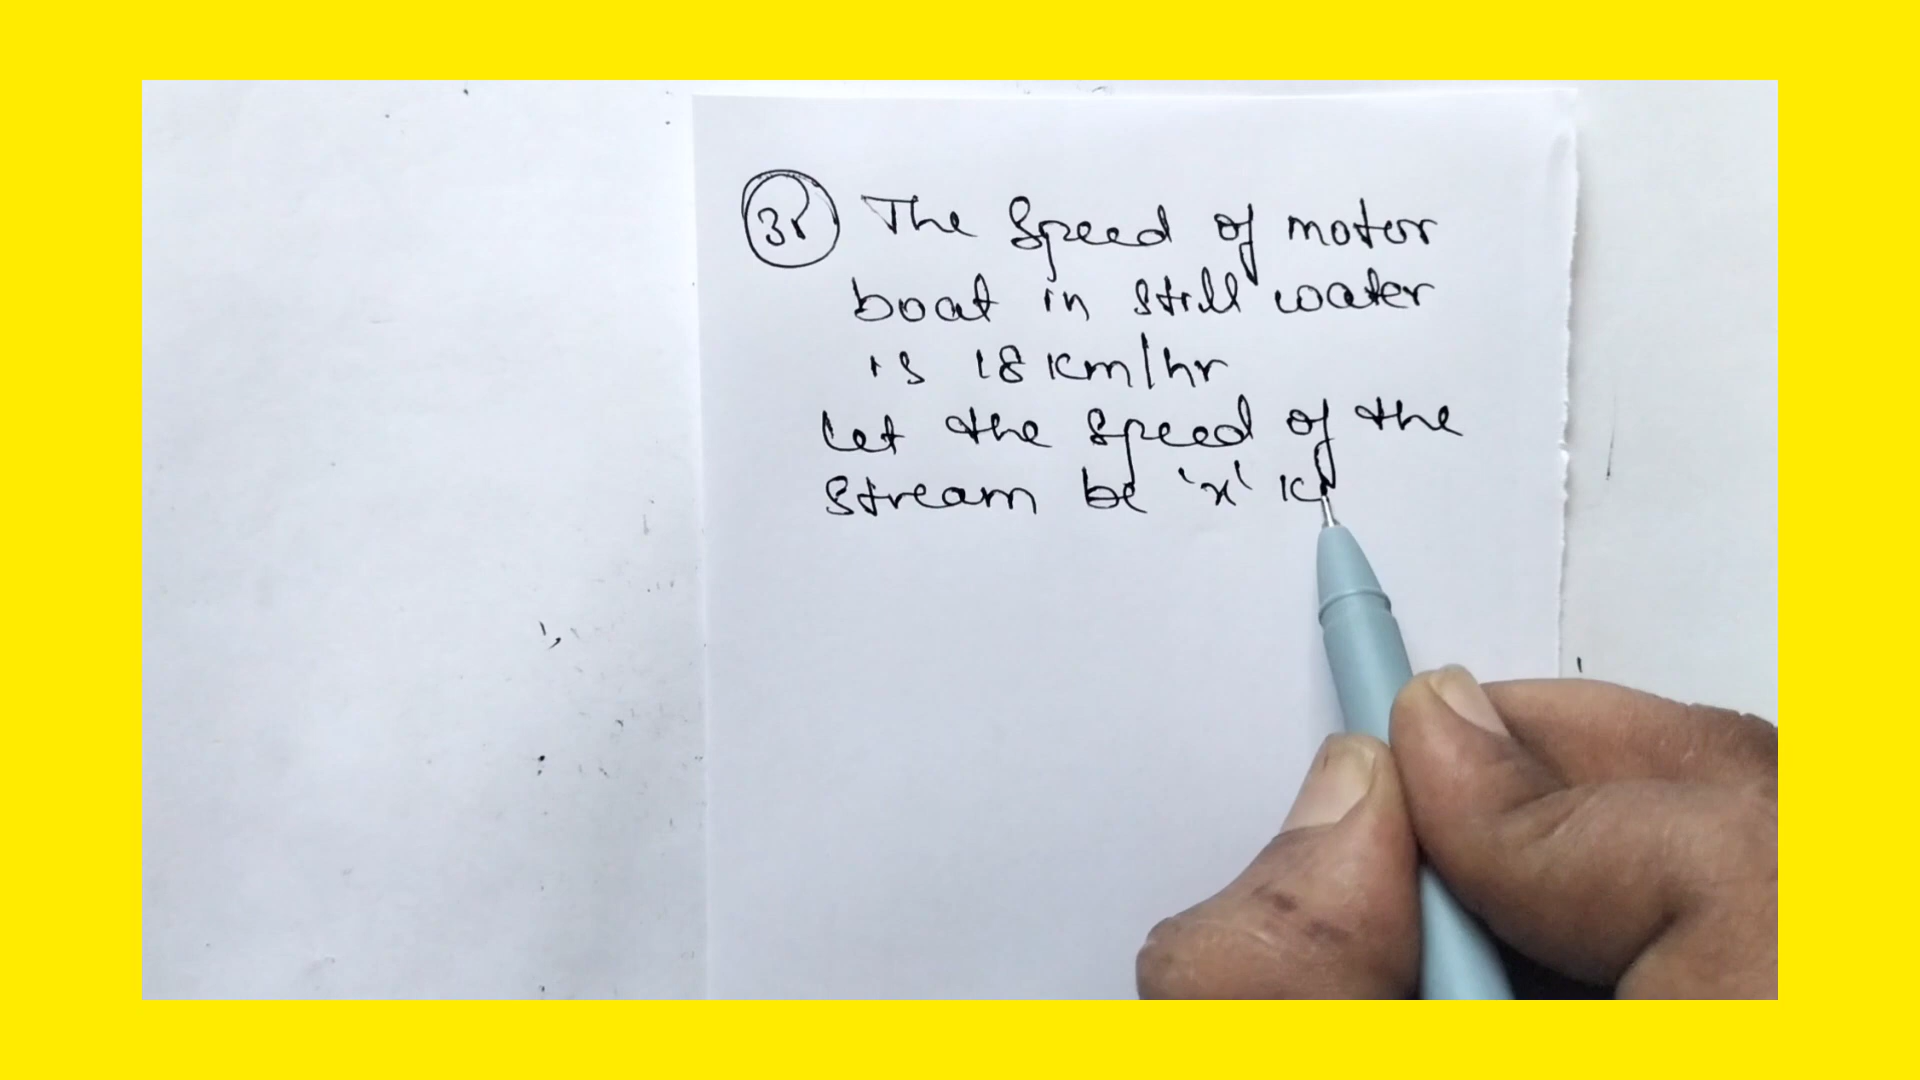 31 The Speed of motor
boat in still water
is 18 km/hr
Let the speed of the
stream be 'x' k